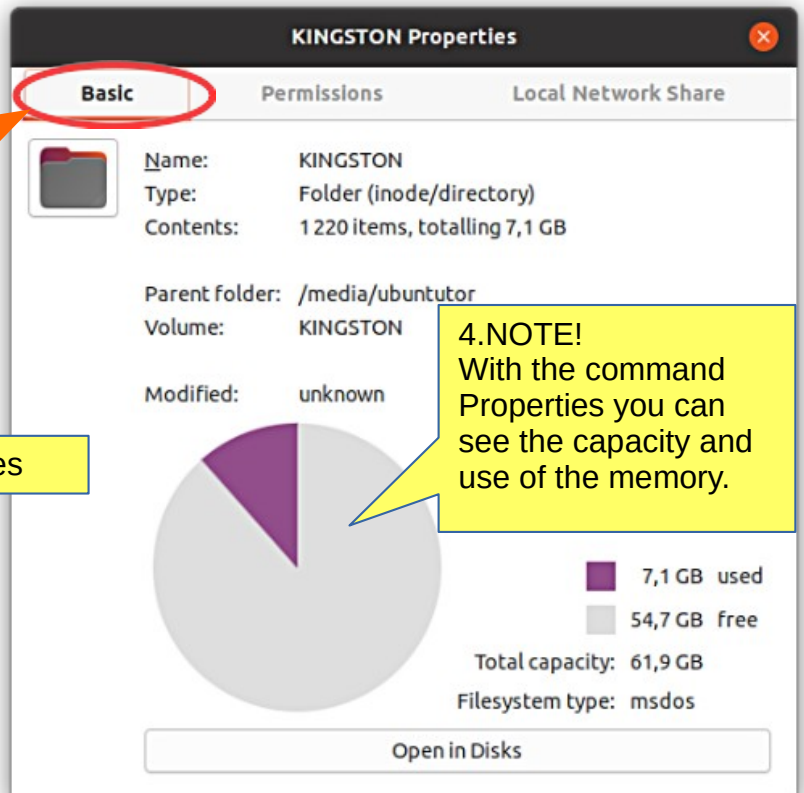 KINGSTON Properties
Basic Permissions Local Network Share
Name: KINGSTON
Type: Folder (inode/directory)
Contents: 1 220 items, totalling 7,1 GB
Parent folder: /media/ubuntutor
Volume: KINGSTON
Modified: unknown
4.NOTE!
With the command
Properties you can
see the capacity and
use of the memory.
7,1 GB used
54,7 GB free
Total capacity: 61,9 GB
Filesystem type: msdos
Open in Disks